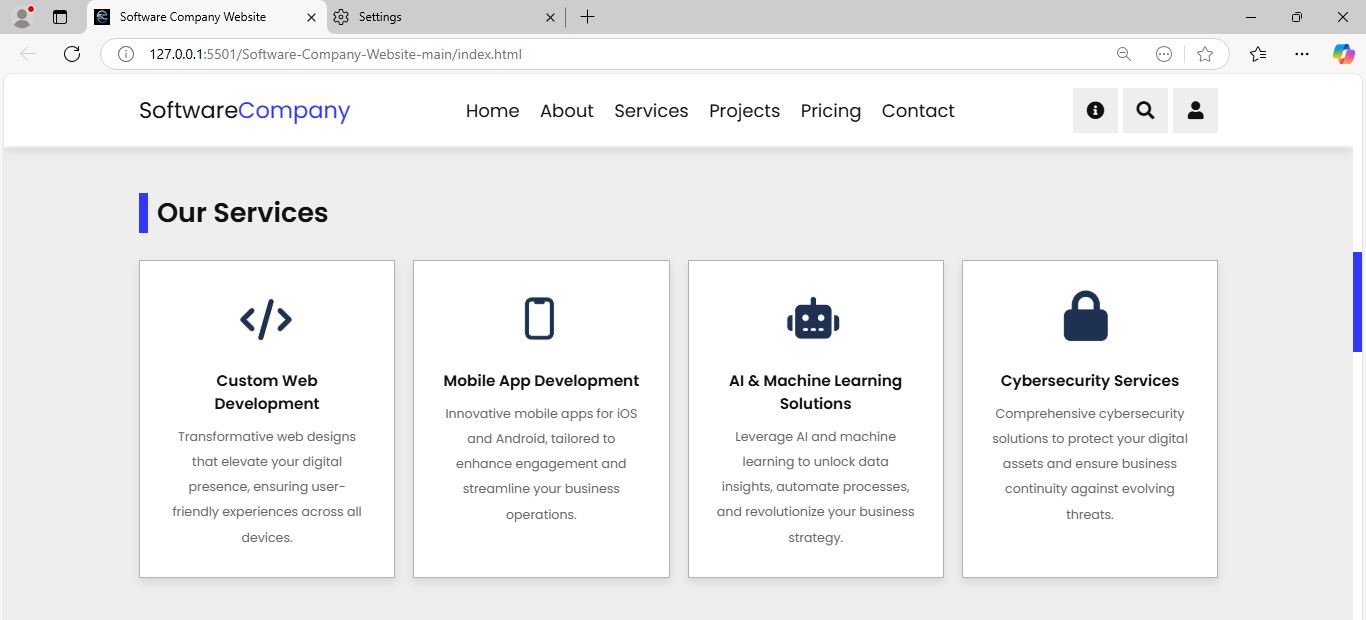 Software Company Website
Settings
127.0.0.1:5501/Software-Company-Website-main/index.html
SoftwareCompany
Home About Services Projects Pricing Contact
Our Services
Custom Web
Development
Transformative web designs
that elevate your digital
presence, ensuring user-
friendly experiences across all
devices.
Mobile App Development
Innovative mobile apps for iOS
and Android, tailored to
enhance engagement and
streamline your business
operations.
AI & Machine Learning
Solutions
Leverage AI and machine
learning to unlock data
insights, automate processes,
and revolutionize your business
strategy.
Cybersecurity Services
Comprehensive cybersecurity
solutions to protect your digital
assets and ensure business
continuity against evolving
threats.